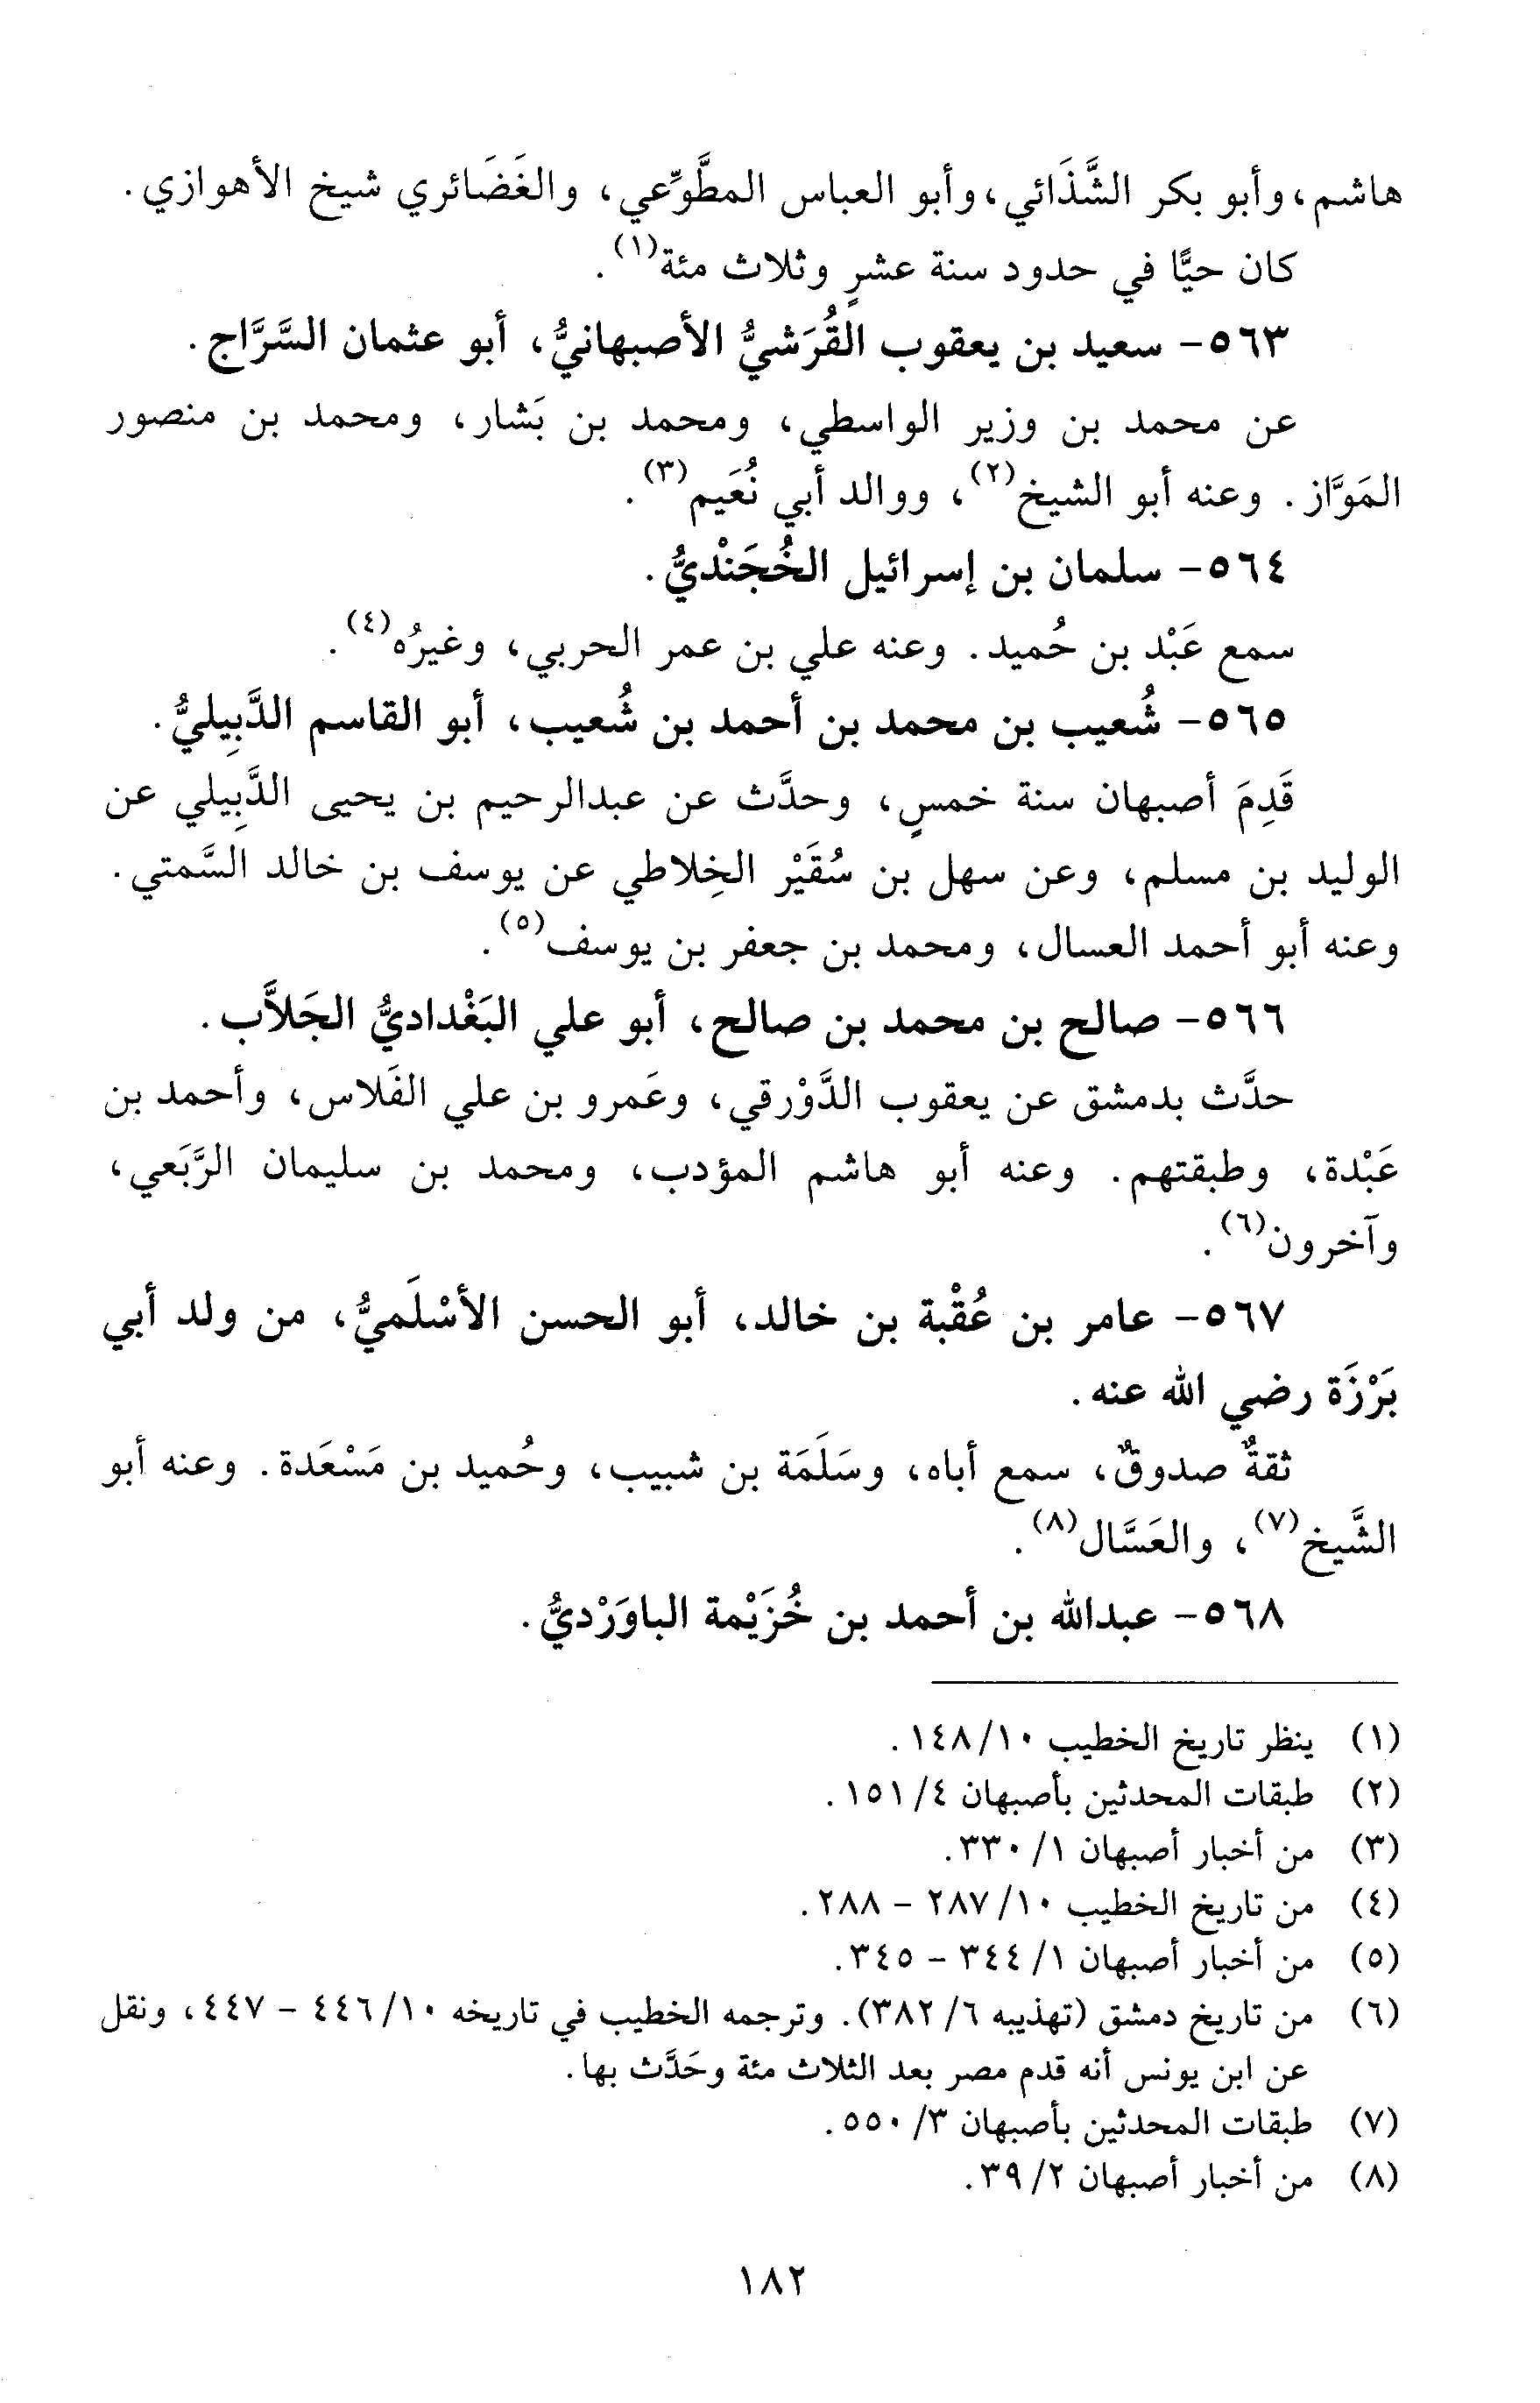 هاشم، وأبو بكر الشَّذَائي، وأبو العباس المطَّوِّعي، والغَضَائري شيخ الأهوازي.
كان حيًّا في حدود سنة عشرٍ وثلاث مئة(١).
٥٦٣- سعيد بن يعقوب القُرَشيُّ الأصبهانيُّ، أبو عثمان السَّرَّاج.
عن محمد بن وزير الواسطي، ومحمد بن بَشار، ومحمد بن منصور
المَوَّاز. وعنه أبو الشيخ(٢)، ووالد أبي نُعَيم(٣).
٥٦٤- سلمان بن إسرائيل الخُجَنْديُّ.
سمع عَبْد بن حُميد. وعنه علي بن عمر الحربي، وغيرُه(٤).
٥٦٥- شُعيب بن محمد بن أحمد بن شُعيب، أبو القاسم الدَّبِيليُّ.
قَدِمَ أصبهان سنة خمسٍ، وحدَّث عن عبدالرحيم بن يحيى الدَّبِيلي عن
الوليد بن مسلم، وعن سهل بن سُقَيْر الخِلاطي عن يوسف بن خالد السَّمتي.
وعنه أبو أحمد العسال، ومحمد بن جعفر بن يوسف(٥).
٥٦٦- صالح بن محمد بن صالح، أبو علي البَغْداديُّ الجَلاَّب.
حدَّث بدمشق عن يعقوب الدَّوْرقي، وعَمرو بن علي الفَلاس، وأحمد بن
عَبْدة، وطبقتهم. وعنه أبو هاشم المؤدب، ومحمد بن سليمان الرَّبَعي،
وآخرون(٦).
٥٦٧- عامر بن عُقْبة بن خالد، أبو الحسن الأسْلَميُّ، من ولد أبي
بَرْزَة رضي الله عنه.
ثقةٌ صدوقٌ، سمع أباه، وسَلَمَة بن شبيب، وحُميد بن مَسْعَدة. وعنه أبو
الشَّيخ(٧)، والعَسَّال(٨).
٥٦٨- عبدالله بن أحمد بن خُزَيْمة الباوَرْديُّ.
(١) ينظر تاريخ الخطيب ١٤٨/١٠.
(٢) طبقات المحدثين بأصبهان ١٥١/٤.
(٣) من أخبار أصبهان ٣٣٠/١.
(٤) من تاريخ الخطيب ٢٨٧/١٠ - ٢٨٨.
(٥) من أخبار أصبهان ٣٤٤/١ - ٣٤٥.
(٦) من تاريخ دمشق (تهذيبه ٣٨٢/٦). وترجمه الخطيب في تاريخه ٤٤٦/١٠ - ٤٤٧، ونقل
عن ابن يونس أنه قدم مصر بعد الثلاث مئة وحَدَّث بها.
(٧) طبقات المحدثين بأصبهان ٥٥٠/٣.
(٨) من أخبار أصبهان ٣٩/٢.
١٨٢